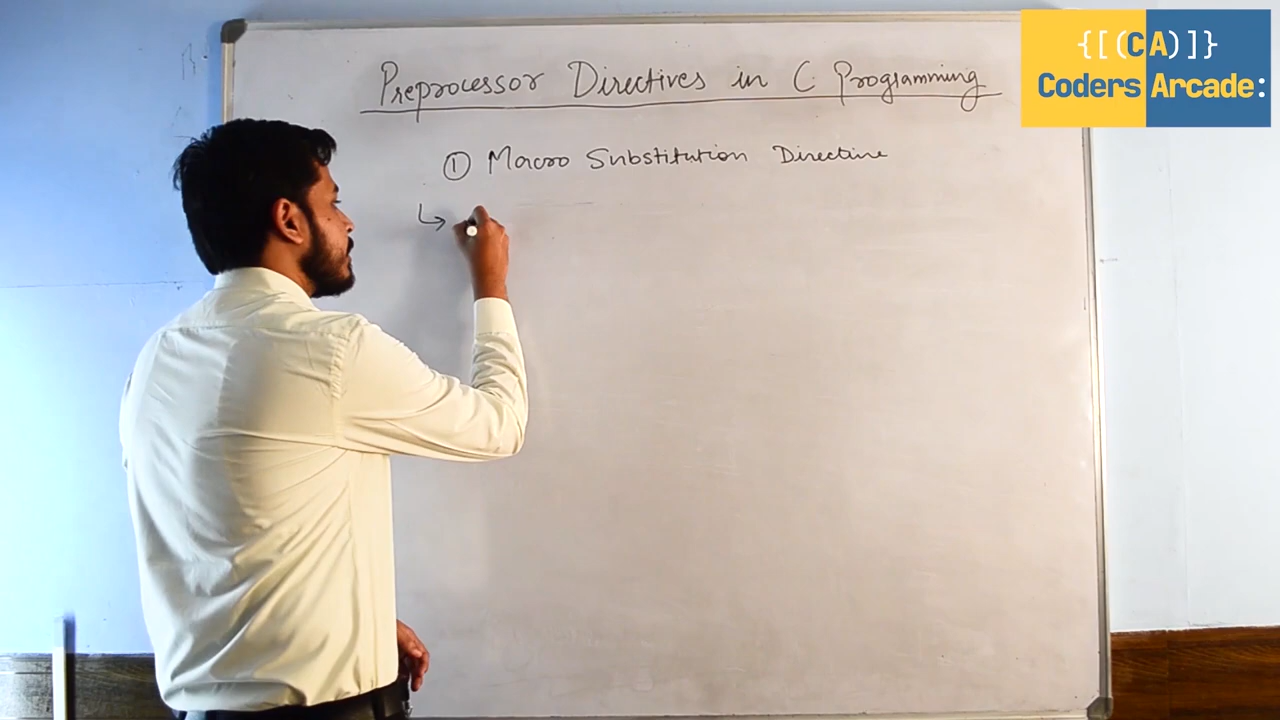 Preprocessor Directives in C Programming
{[(CA)]}
Coders Arcade:
① Macro Substitution Directive
↳